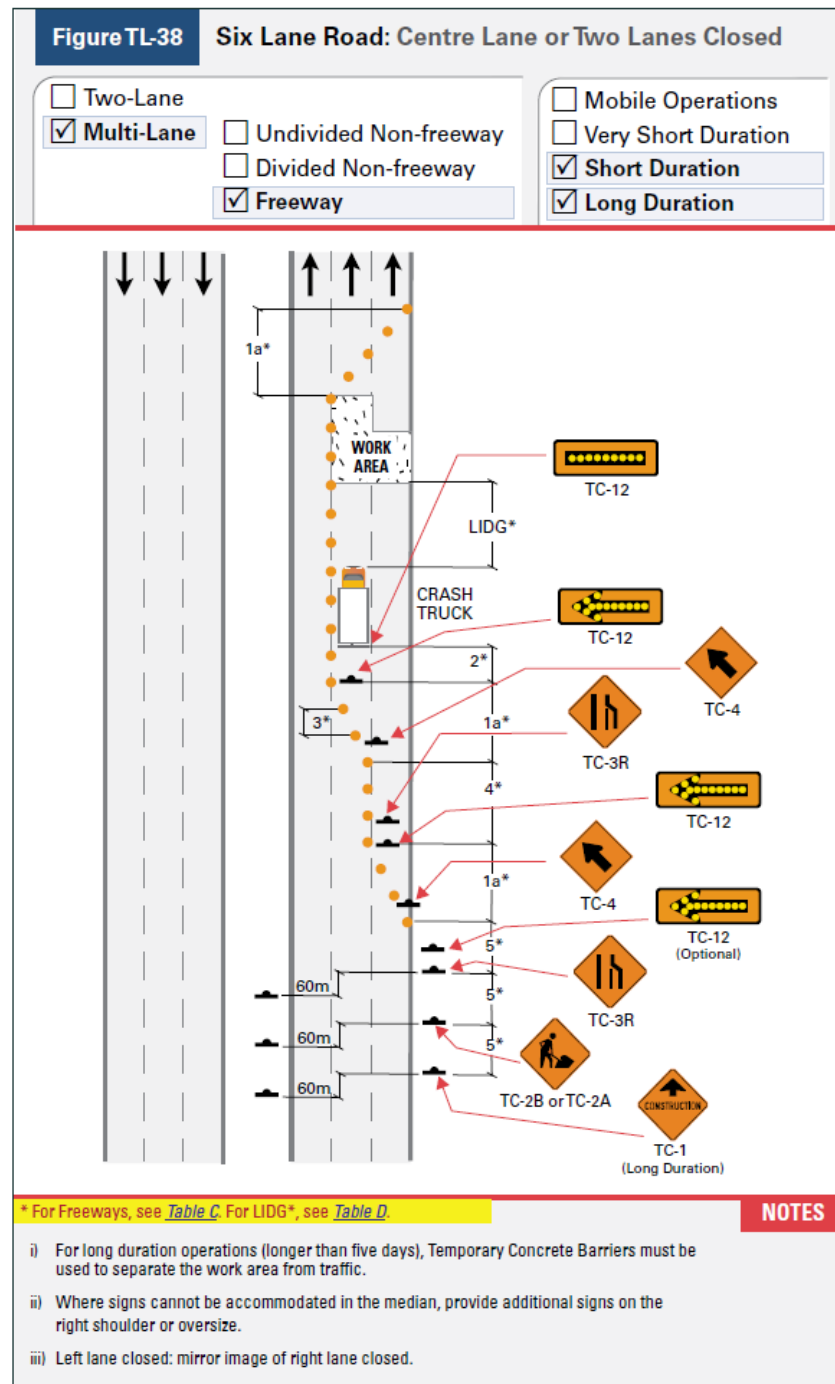 Figure TL-38 Six Lane Road: Centre Lane or Two Lanes Closed
Two-Lane
Multi-Lane
Undivided Non-freeway
Divided Non-freeway
Freeway
Mobile Operations
Very Short Duration
Short Duration
Long Duration
1a*
WORK
AREA
TC-12
LIDG*
CRASH
TRUCK
TC-12
2*
TC-4
3*
1a*
TC-3R
4*
TC-12
1a*
TC-4
TC-12
(Optional)
5*
60m
5*
TC-3R
60m
5*
TC-2B or TC-2A
60m
CONSTRUCTION
TC-1
(Long Duration)
* For Freeways, see Table C. For LIDG*, see Table D.
NOTES
i) For long duration operations (longer than five days), Temporary Concrete Barriers must be
used to separate the work area from traffic.
ii) Where signs cannot be accommodated in the median, provide additional signs on the
right shoulder or oversize.
iii) Left lane closed: mirror image of right lane closed.